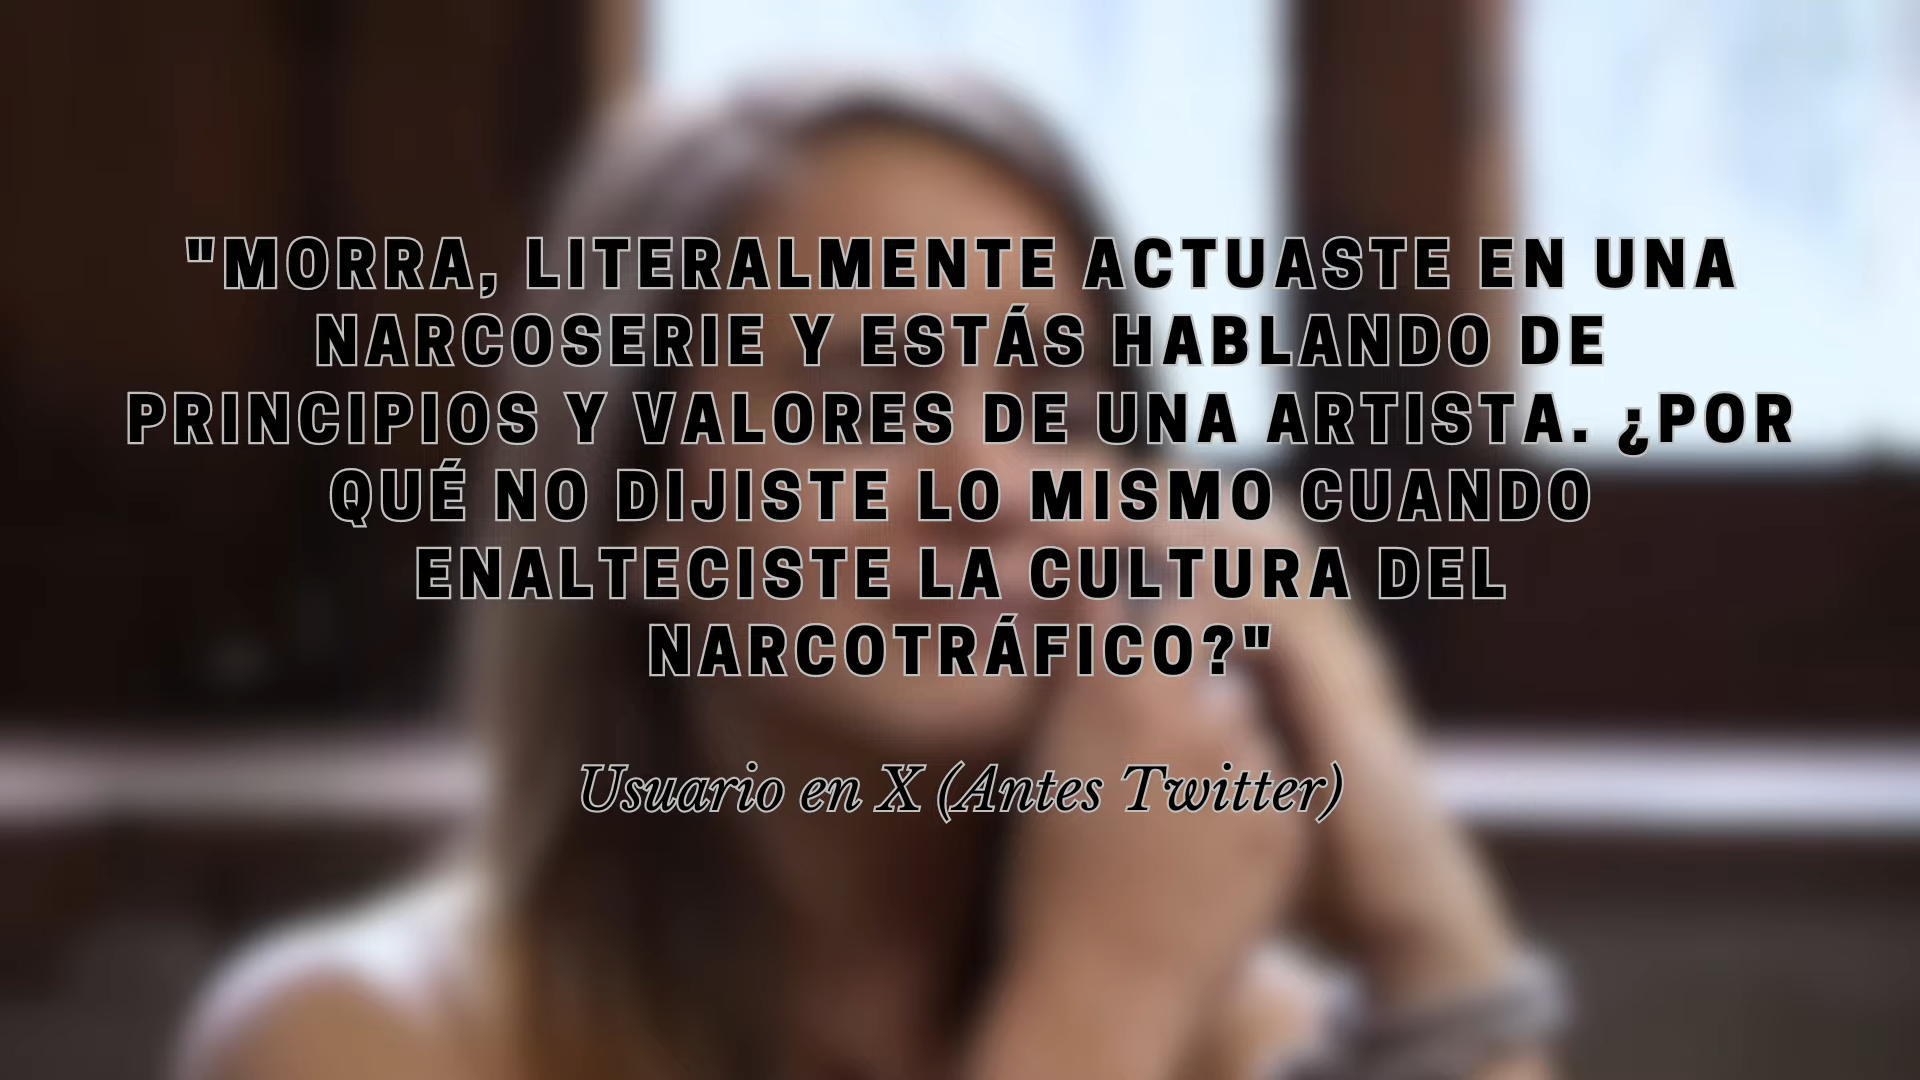 "MORRA, LITERALMENTE ACTUASTE EN UNA
NARCOSERIE Y ESTÁS HABLANDO DE
PRINCIPIOS Y VALORES DE UNA ARTISTA. ¿POR
QUÉ NO DIJISTE LO MISMO CUANDO
ENALTECISTE LA CULTURA DEL
NARCOTRÁFICO?"
Usuario en X (Antes Twitter)